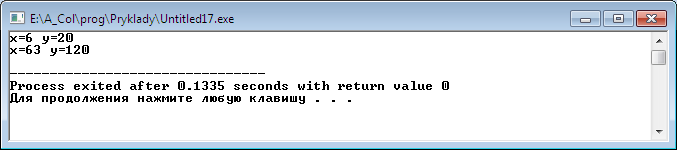 E:\A_Col\prog\Pryklady\Untitled17.exe
x=6 y=20
x=63 y=120
--------------------------------
Process exited after 0.1335 seconds with return value 0
Для продолжения нажмите любую клавишу . . .